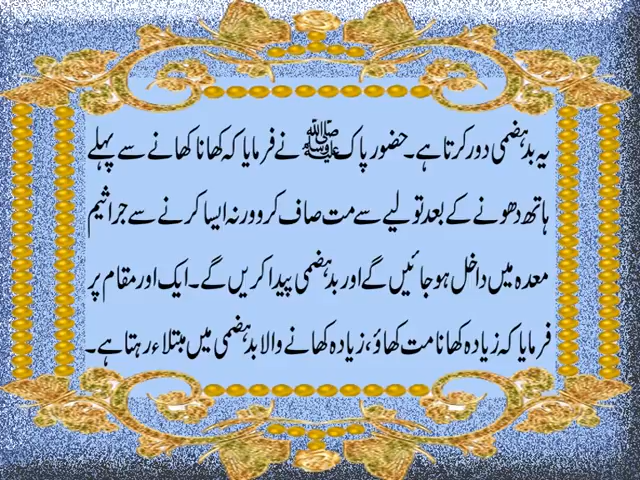 یہ بدہضمی دور کرتا ہے۔ حضور پاک ﷺ نے فرمایا کہ کھانا کھانے سے پہلے
ہاتھ دھونے کے بعد تولیے سے مت صاف کرو ورنہ ایسا کرنے سے جراثیم
معدہ میں داخل ہو جائیں گے اور بدہضمی پیدا کریں گے۔ ایک اور مقام پر
فرمایا کہ زیادہ کھانا مت کھاؤ، زیادہ کھانے والا بدہضمی میں مبتلاء رہتا ہے۔